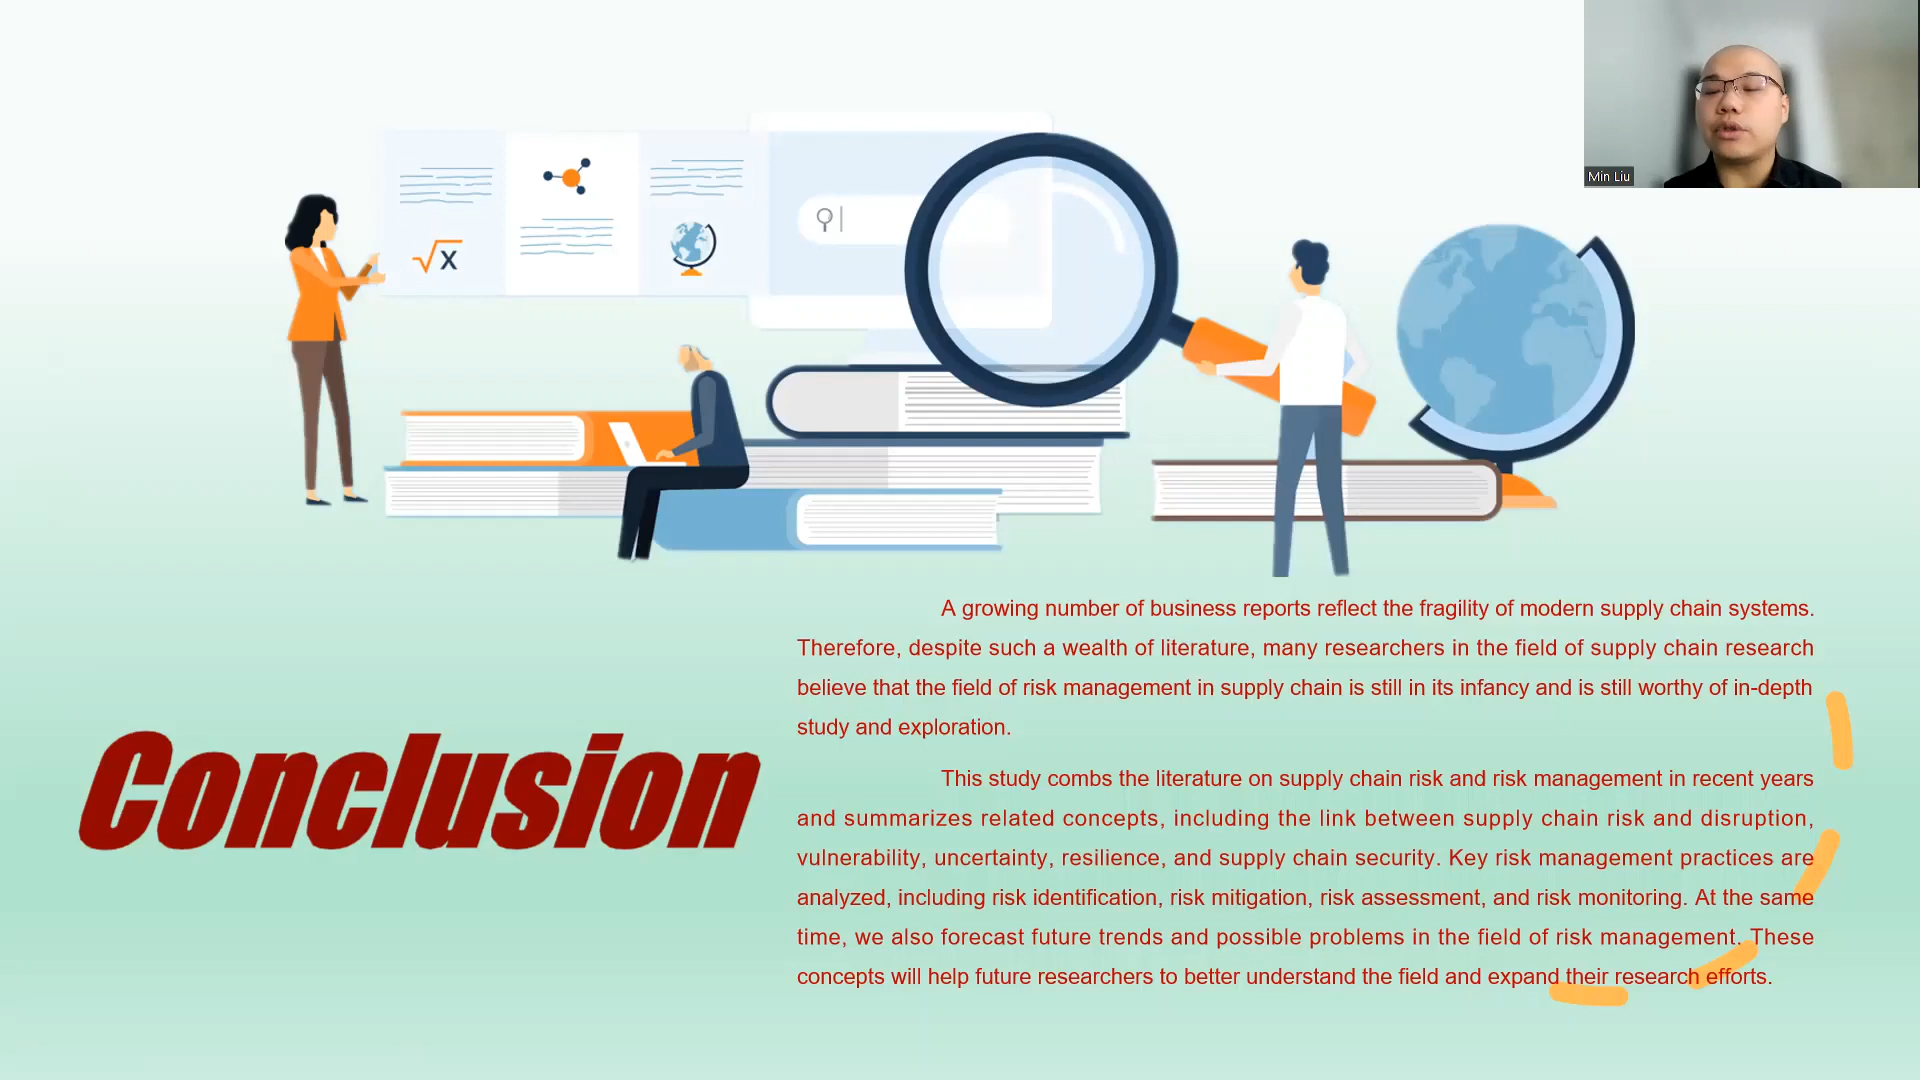 Min Liu
√x
Conclusion
A growing number of business reports reflect the fragility of modern supply chain systems.
Therefore, despite such a wealth of literature, many researchers in the field of supply chain research
believe that the field of risk management in supply chain is still in its infancy and is still worthy of in-depth
study and exploration.
This study combs the literature on supply chain risk and risk management in recent years
and summarizes related concepts, including the link between supply chain risk and disruption,
vulnerability, uncertainty, resilience, and supply chain security. Key risk management practices are
analyzed, including risk identification, risk mitigation, risk assessment, and risk monitoring. At the same
time, we also forecast future trends and possible problems in the field of risk management. These
concepts will help future researchers to better understand the field and expand their research efforts.